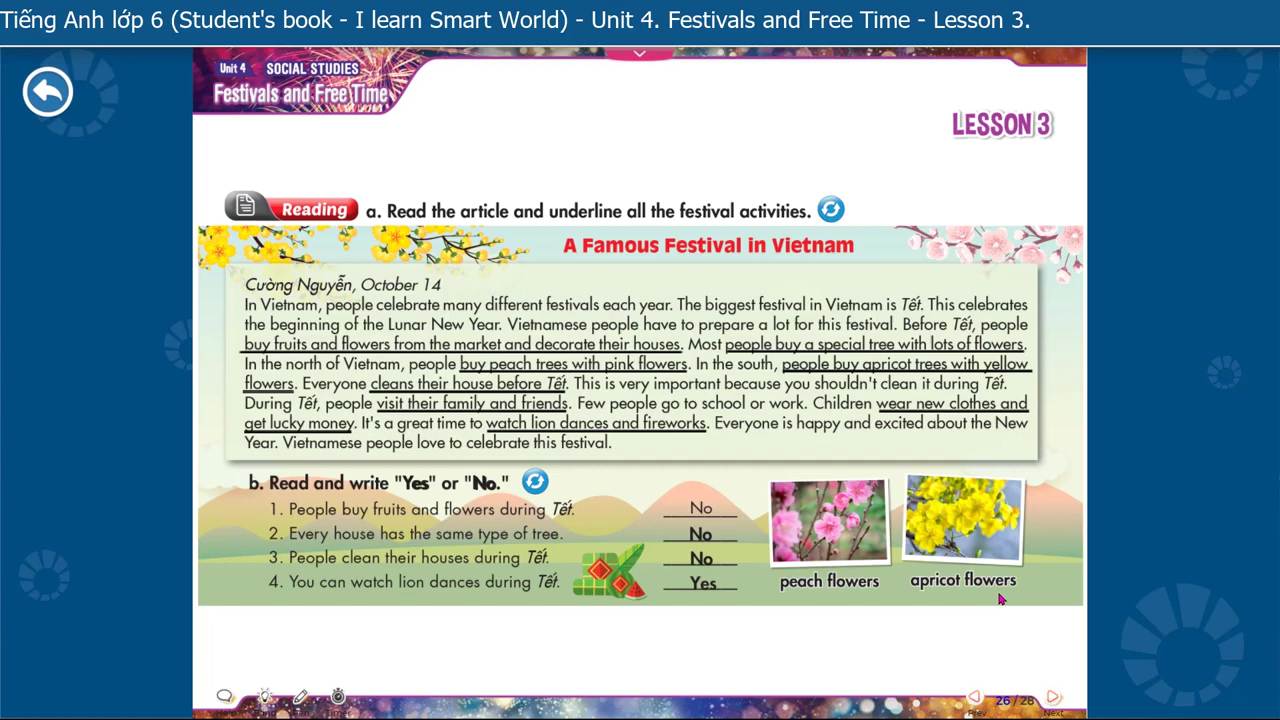 Tiếng Anh lớp 6 (Student's book - I learn Smart World) - Unit 4. Festivals and Free Time - Lesson 3.
Unit 4 SOCIAL STUDIES
Festivals and Free Time
LESSON 3
Reading a. Read the article and underline all the festival activities.
A Famous Festival in Vietnam
Cường Nguyễn, October 14
In Vietnam, people celebrate many different festivals each year. The biggest festival in Vietnam is Tết. This celebrates
the beginning of the Lunar New Year. Vietnamese people have to prepare a lot for this festival. Before Tết, people
buy fruits and flowers from the market and decorate their houses. Most people buy a special tree with lots of flowers.
In the north of Vietnam, people buy peach trees with pink flowers. In the south, people buy apricot trees with yellow
flowers. Everyone cleans their house before Tết. This is very important because you shouldn't clean it during Tết.
During Tết, people visit their family and friends. Few people go to school or work. Children wear new clothes and
get lucky money. It's a great time to watch lion dances and fireworks. Everyone is happy and excited about the New
Year. Vietnamese people love to celebrate this festival.
b. Read and write "Yes" or "No."
1. People buy fruits and flowers during Tết. No
2. Every house has the same type of tree. No
3. People clean their houses during Tết. No
4. You can watch lion dances during Tết. Yes
peach flowers
apricot flowers
26 / 28
Prev
Next